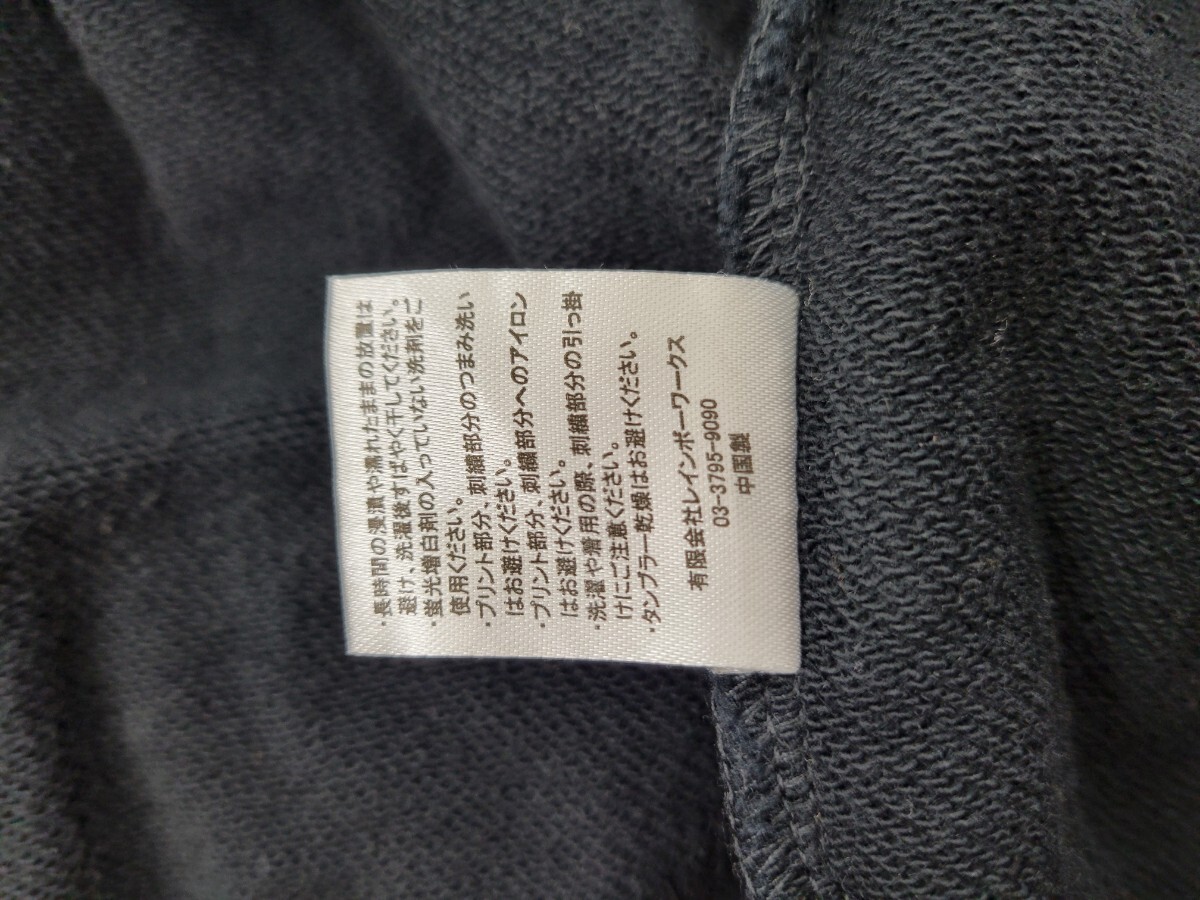 ・長時間の浸漬や濡れたままの放置は
避け、洗濯後すばやく干してください。
・蛍光増白剤の入っていない洗剤をご
使用ください。
・プリント部分、刺繍部分のつまみ洗い
はお避けください。
・プリント部分、刺繍部分へのアイロン
はお避けください。
・洗濯や着用の際、刺繍部分の引っ掛
けにご注意ください。
・タンブラー乾燥はお避けください。
有限会社レインボーワークス
03-3795-9090
中国製